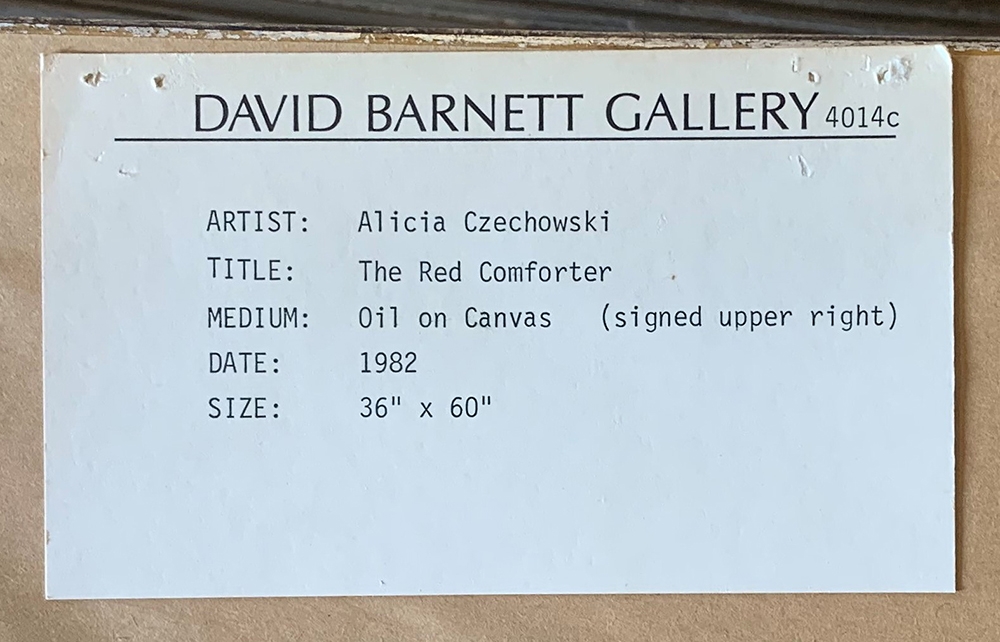 DAVID BARNETT GALLERY 4014c
ARTIST: Alicia Czechowski
TITLE: The Red Comforter
MEDIUM: Oil on Canvas (signed upper right)
DATE: 1982
SIZE: 36" x 60"